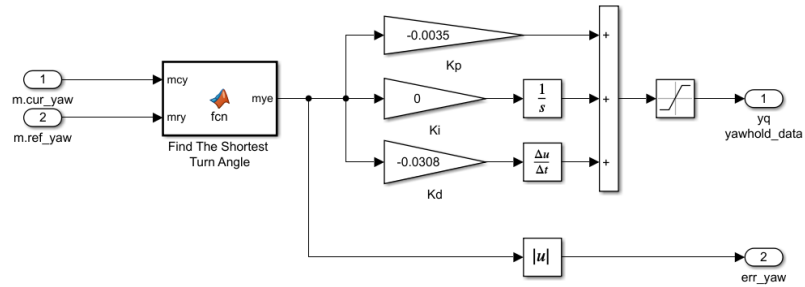 1
m.cur_yaw
2
m.ref_yaw
mcy
mry
fcn
mye
Find The Shortest
Turn Angle
-0.0035
Kp
0
Ki
-0.0308
Kd
1
s
Δu
Δt
+
+
+
|u|
1
yq
yawhold_data
2
err_yaw